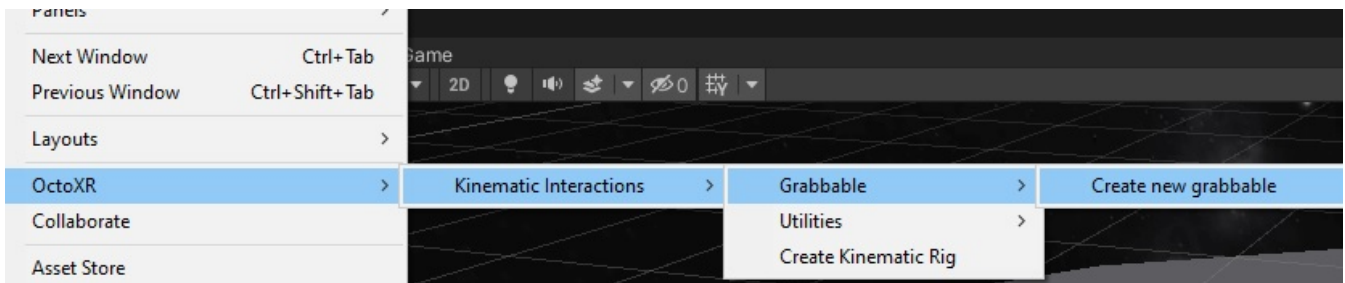 Panels
Next Window Ctrl+Tab
Game
Previous Window Ctrl+Shift+Tab
2D
0
Layouts
OctoXR
Kinematic Interactions
Grabbable
Create new grabbable
Collaborate
Utilities
Create Kinematic Rig
Asset Store